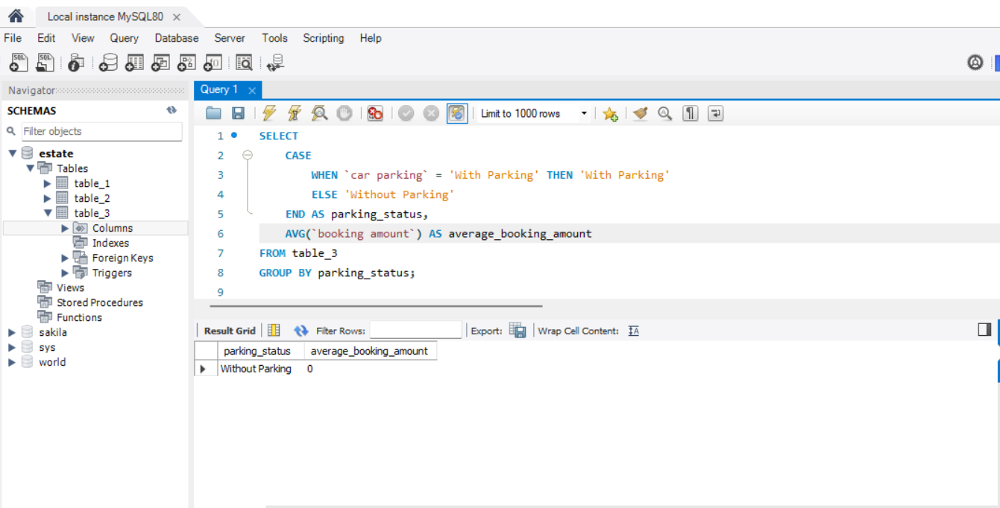 Local instance MySQL80 ×
File Edit View Query Database Server Tools Scripting Help
Navigator
SCHEMAS
Filter objects
estate
Tables
table_1
table_2
table_3
Columns
Indexes
Foreign Keys
Triggers
Views
Stored Procedures
Functions
sakila
sys
world
Query 1 ×
Limit to 1000 rows
1 SELECT
2 CASE
3 WHEN `car parking` = 'With Parking' THEN 'With Parking'
4 ELSE 'Without Parking'
5 END AS parking_status,
6 AVG(`booking amount`) AS average_booking_amount
7 FROM table_3
8 GROUP BY parking_status;
9
Result Grid Filter Rows: Export: Wrap Cell Content: IA
parking_status average_booking_amount
Without Parking 0